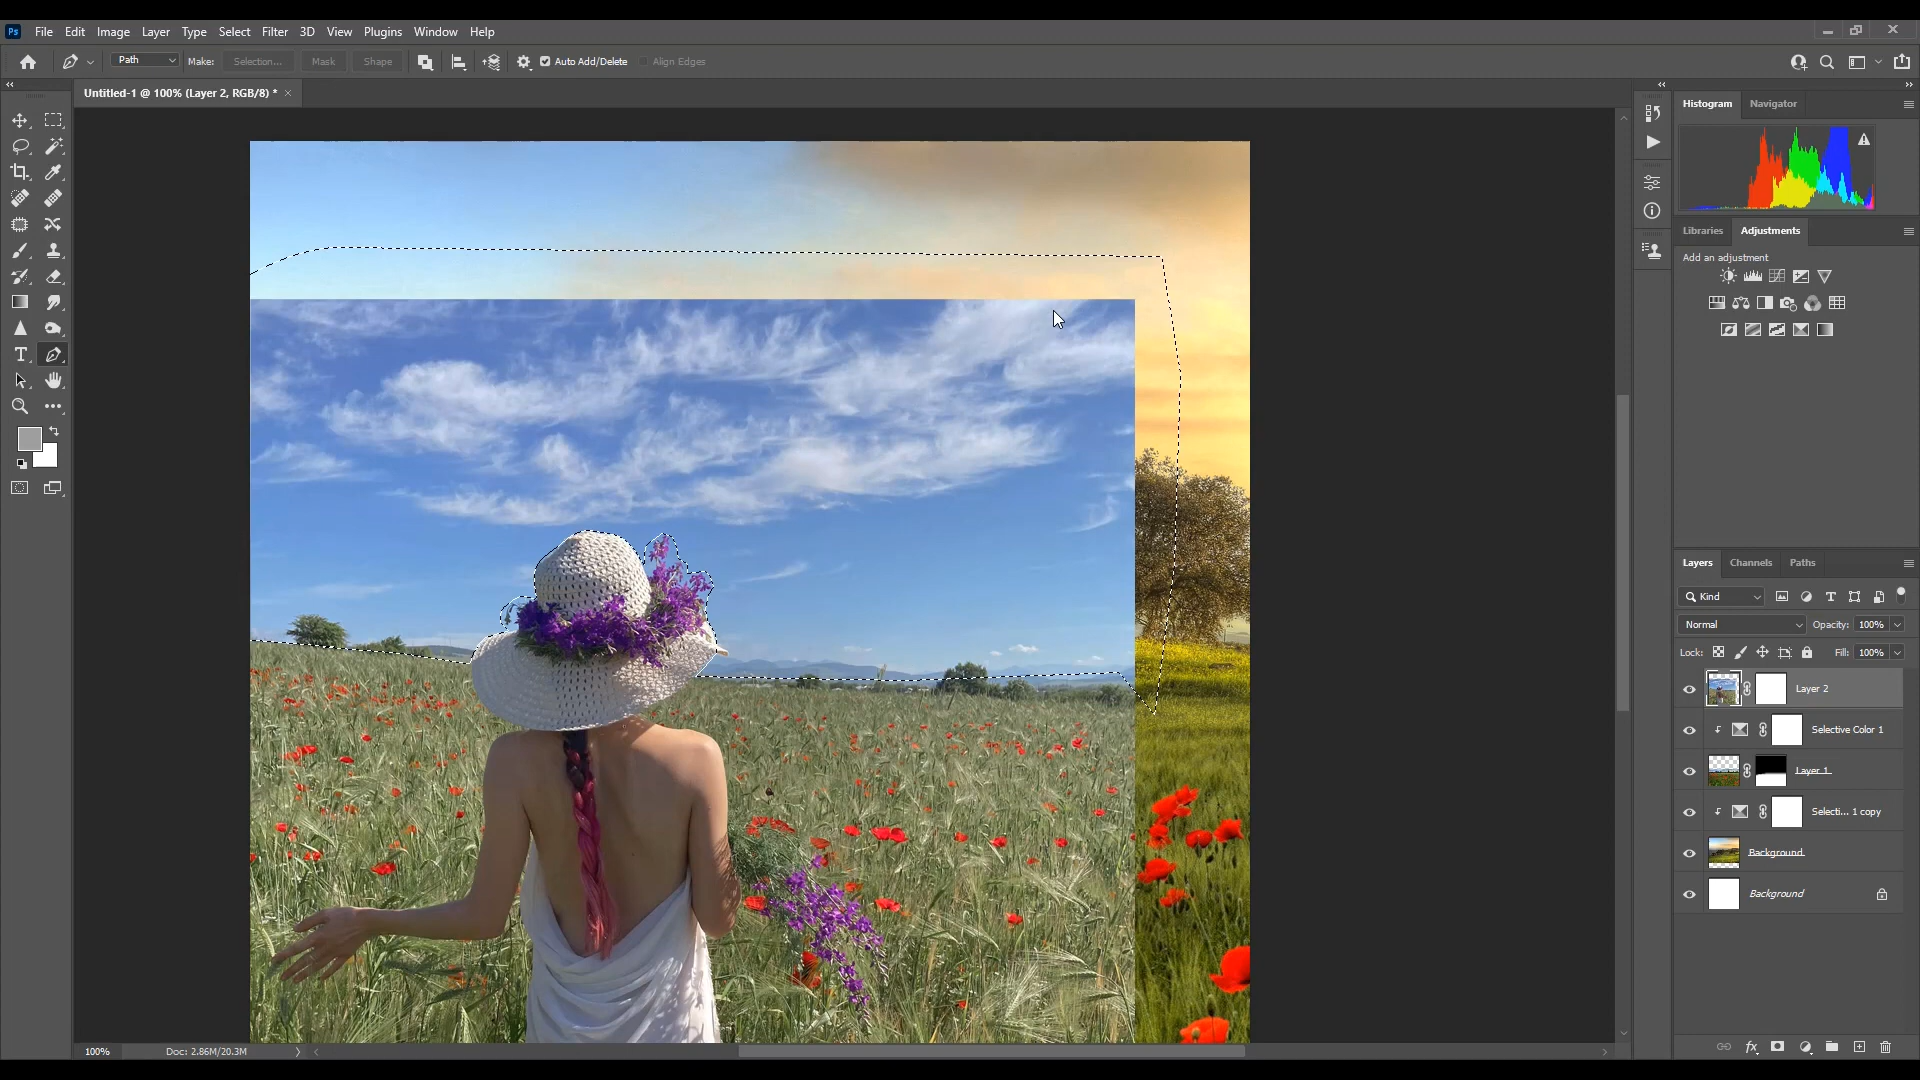 Ps File Edit Image Layer Type Select Filter 3D View Plugins Window Help
Path Make: Selection... Mask Shape Auto Add/Delete Align Edges
Untitled-1 @ 100% (Layer 2, RGB/8) * ×
Histogram Navigator
Libraries Adjustments
Add an adjustment
Layers Channels Paths
Kind
Normal Opacity: 100%
Lock: Fill: 100%
Layer 2
Selective Color 1
Layer 1
Selecti... 1 copy
Background
Background
100% Doc: 2.86M/20.3M
fx